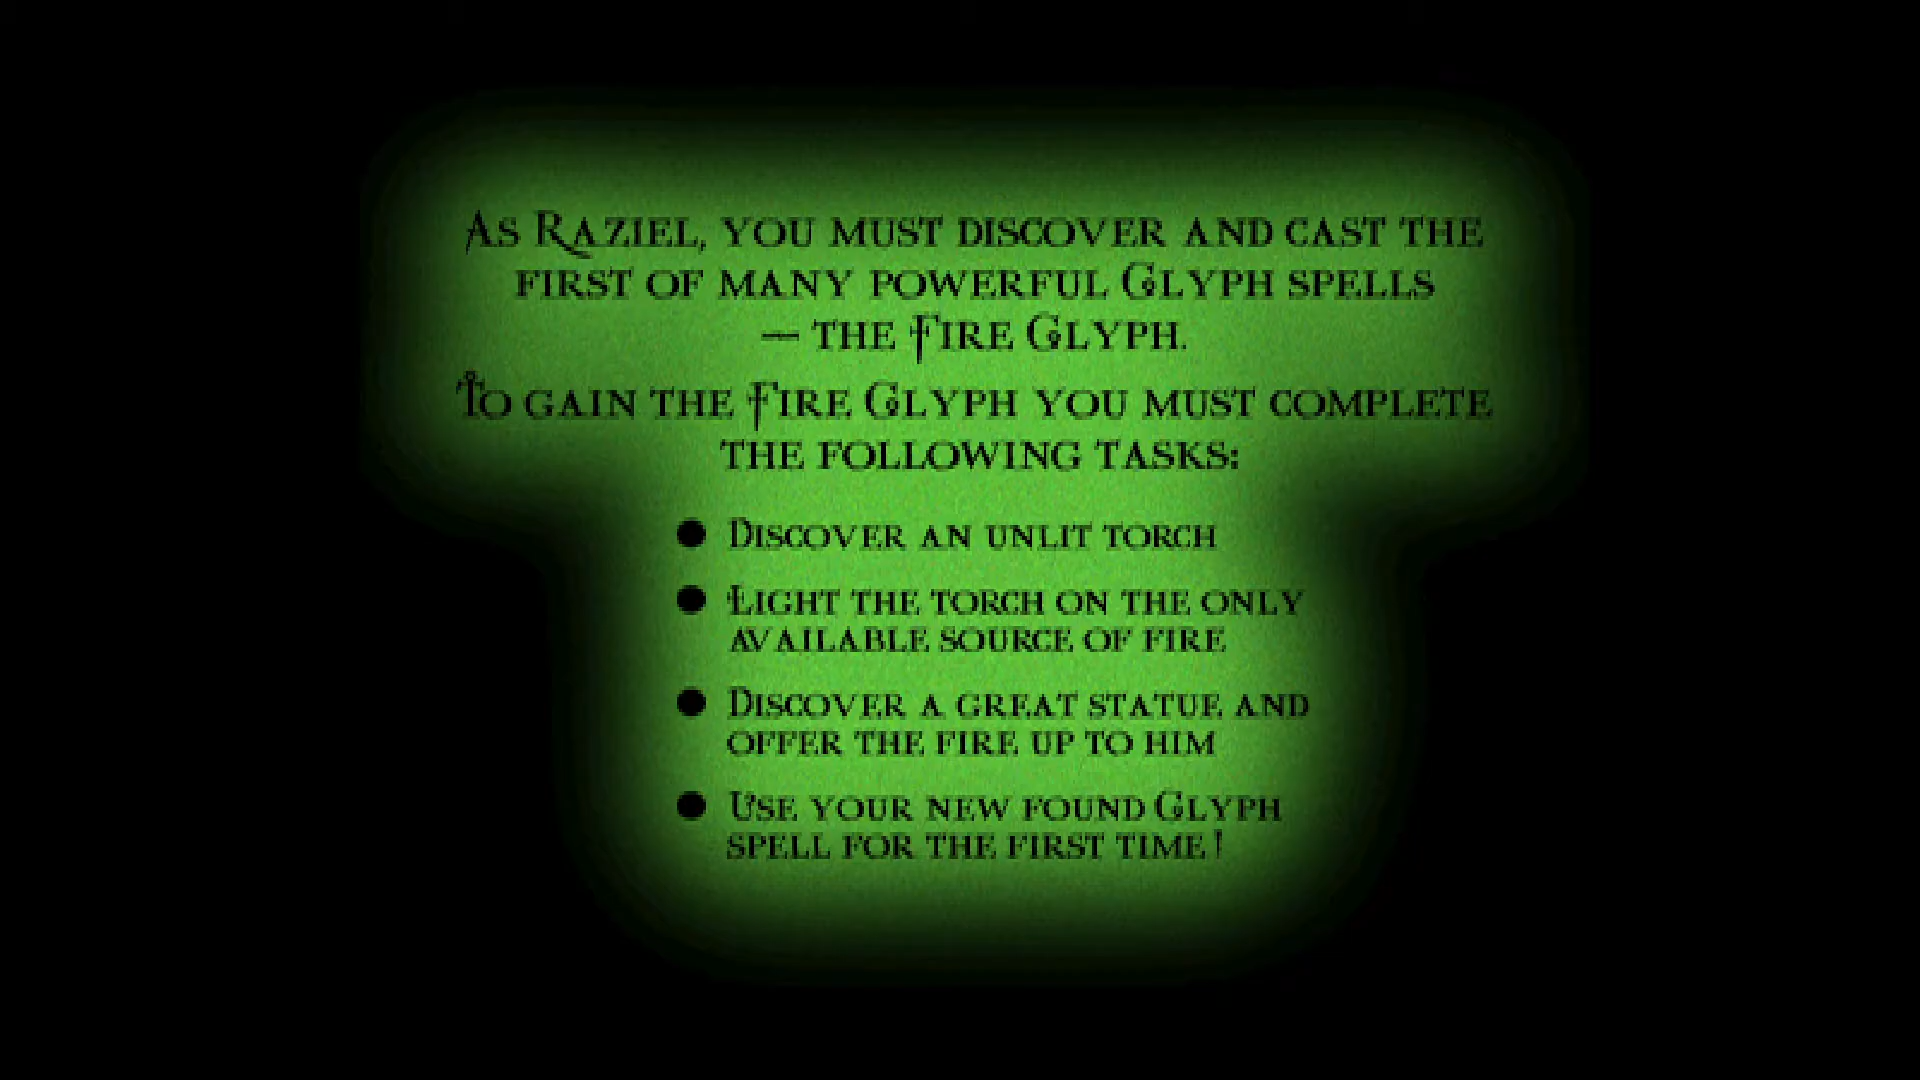 As Raziel, you must discover and cast the
first of many powerful Glyph spells
— the Fire Glyph.
To gain the Fire Glyph you must complete
the following tasks:
● Discover an unlit torch
● Light the torch on the only
available source of fire
● Discover a great statue and
offer the fire up to him
● Use your new found Glyph
spell for the first time!